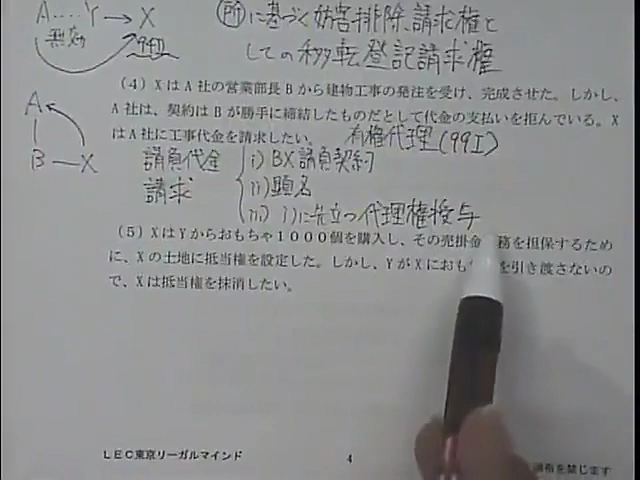 A....Y→X
無効
94Ⅱ
所に基づく妨害排除請求権と
しての移転登記請求権
(4) XはA社の営業部長Bから建物工事の発注を受け、完成させた。しかし、
A社は、契約はBが勝手に締結したものだとして代金の支払いを拒んでいる。X
はA社に工事代金を請求したい。 有権代理(99Ⅰ)
A
B—X
請負代金
請求
ⅰ) BX請負契約
ⅱ) 顕名
ⅲ) ⅰ)に先立つ代理権授与
(5) XはYからおもちゃ1000個を購入し、その売掛金 務を担保するため
に、Xの土地に抵当権を設定した。しかし、YがXにおも を引き渡さないの
で、Xは抵当権を抹消したい。
LEC東京リーガルマインド
4
を禁じます